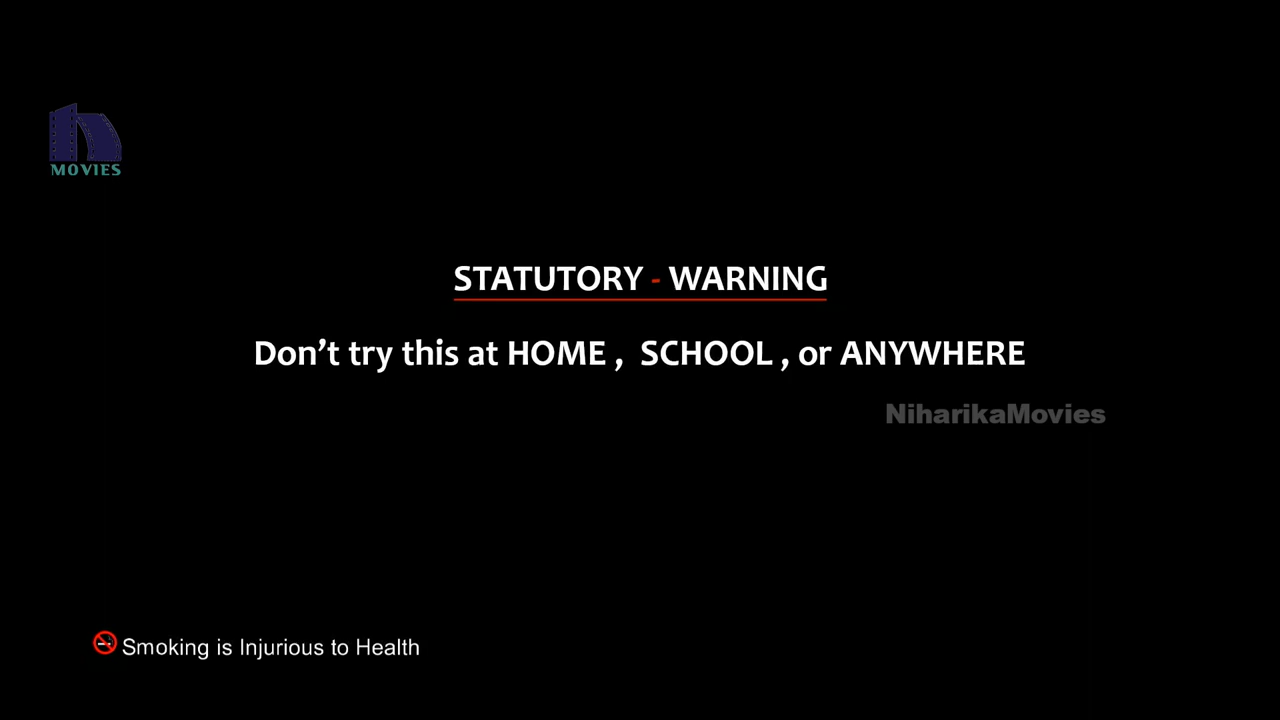 MOVIES
STATUTORY - WARNING
Don’t try this at HOME , SCHOOL , or ANYWHERE
NiharikaMovies
Smoking is Injurious to Health